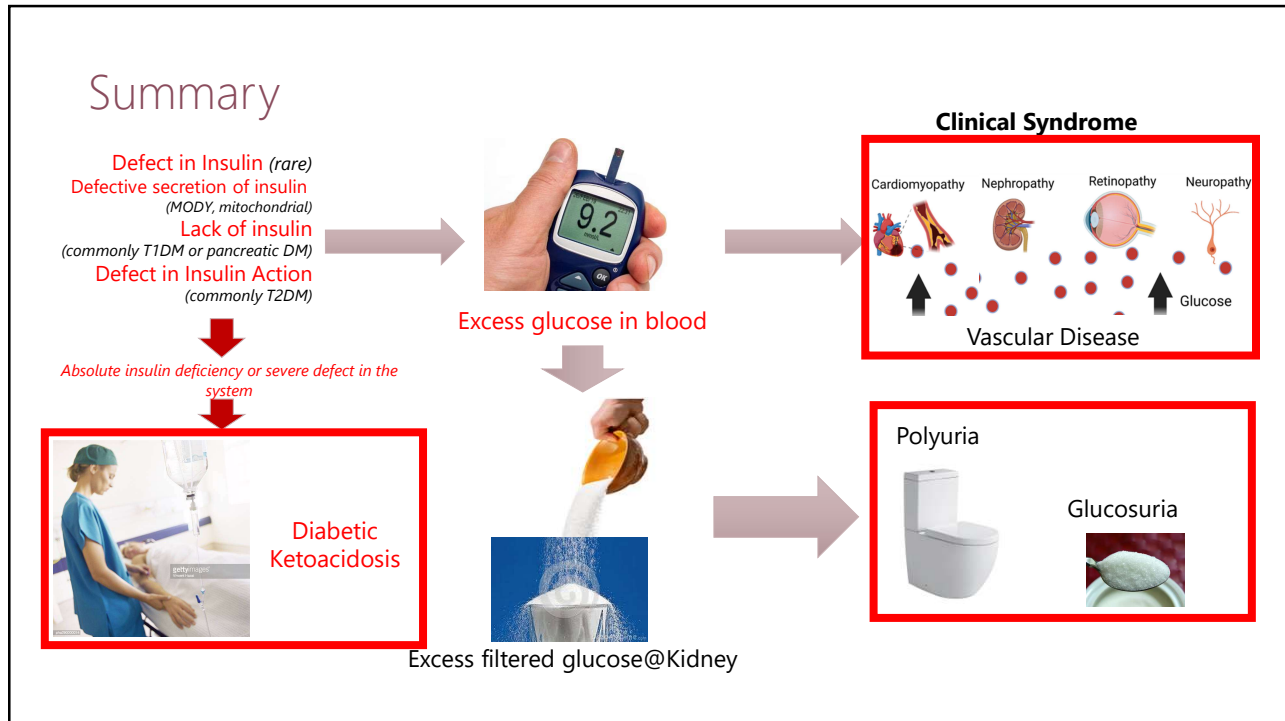 Summary
Defect in Insulin (rare)
Defective secretion of insulin
(MODY, mitochondrial)
Lack of insulin
(commonly T1DM or pancreatic DM)
Defect in Insulin Action
(commonly T2DM)
Absolute insulin deficiency or severe defect in the
system
gettyimages
Diabetic
Ketoacidosis
9.2
mmol/L
OK
Excess glucose in blood
Excess filtered glucose@Kidney
Clinical Syndrome
Cardiomyopathy Nephropathy Retinopathy Neuropathy
Glucose
Vascular Disease
Polyuria
Glucosuria